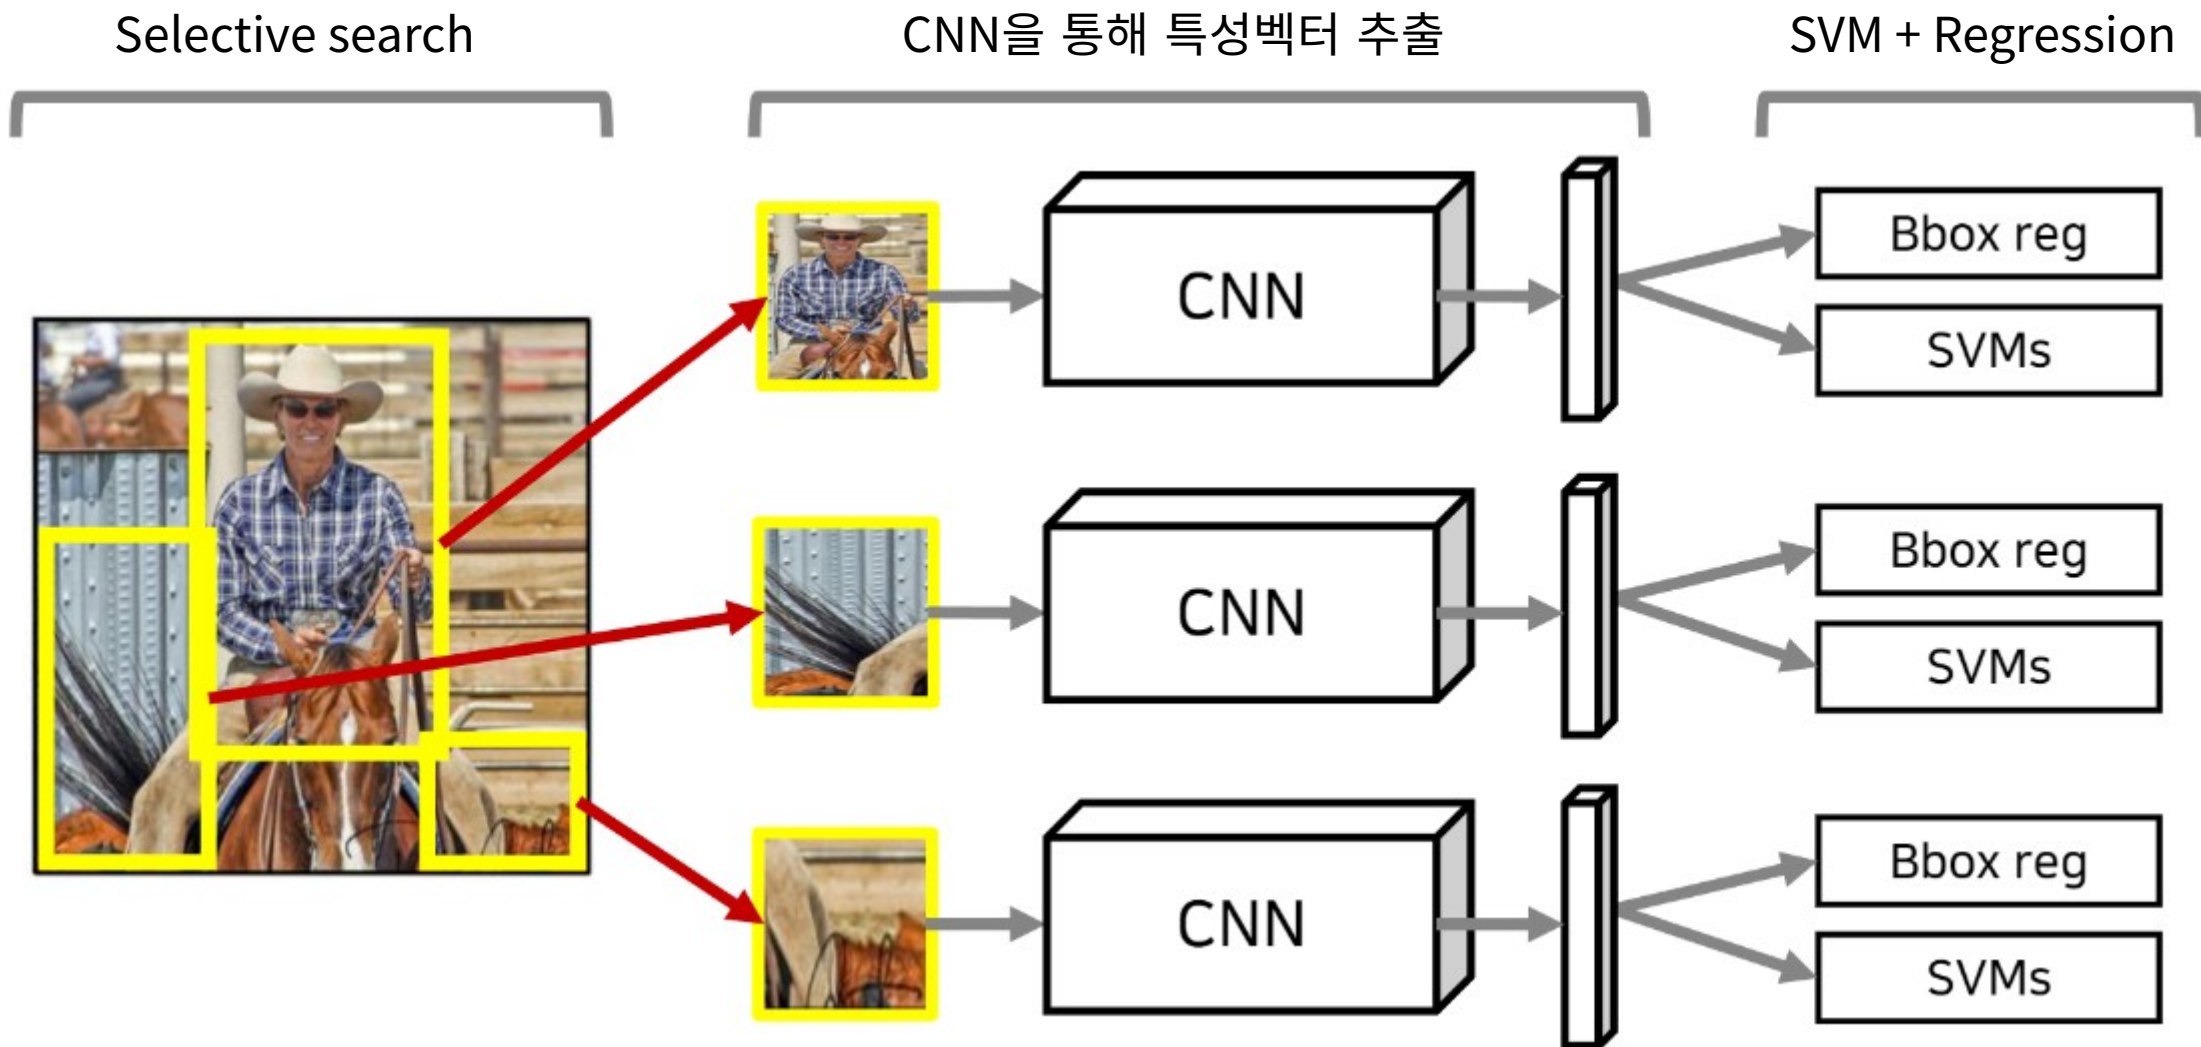 Selective search
CNN을 통해 특성벡터 추출
SVM + Regression
CNN
Bbox reg
SVMs
CNN
Bbox reg
SVMs
CNN
Bbox reg
SVMs